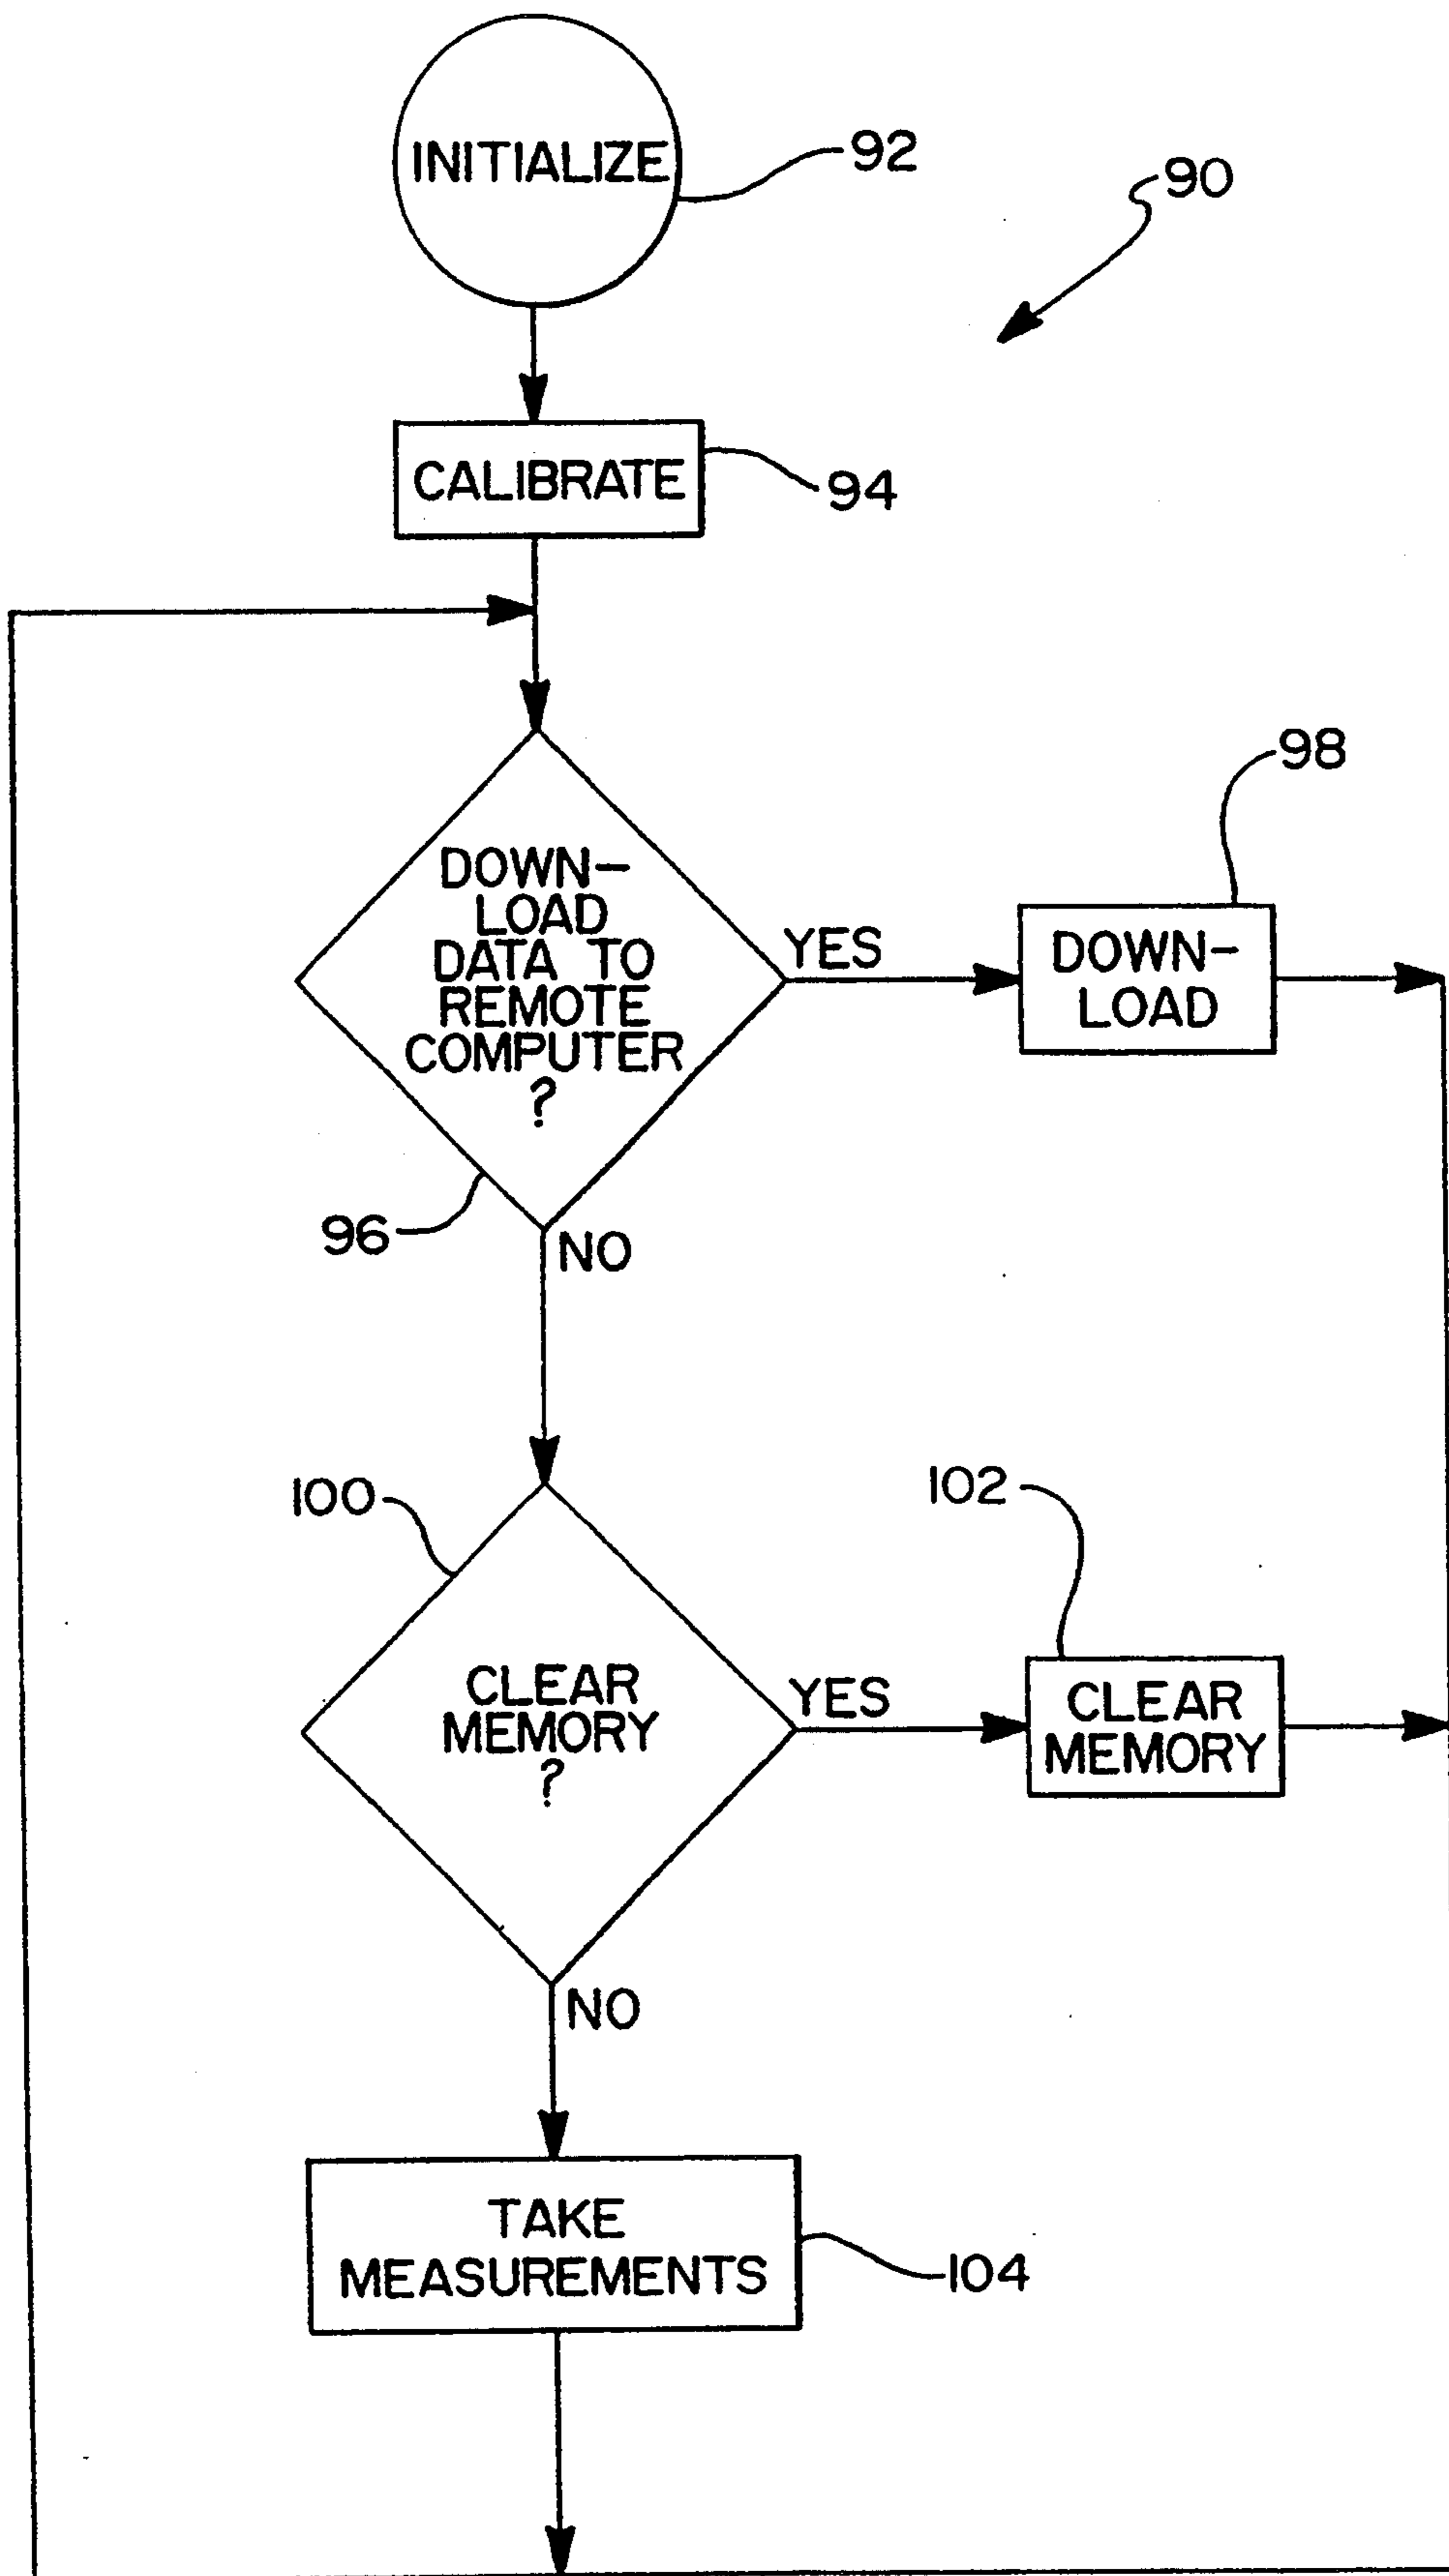 INITIALIZE
92
90
CALIBRATE
94
98
DOWN-
LOAD
DATA TO
REMOTE
COMPUTER
?
YES
DOWN-
LOAD
96
NO
100
102
CLEAR
MEMORY
?
YES
CLEAR
MEMORY
NO
TAKE
MEASUREMENTS
104